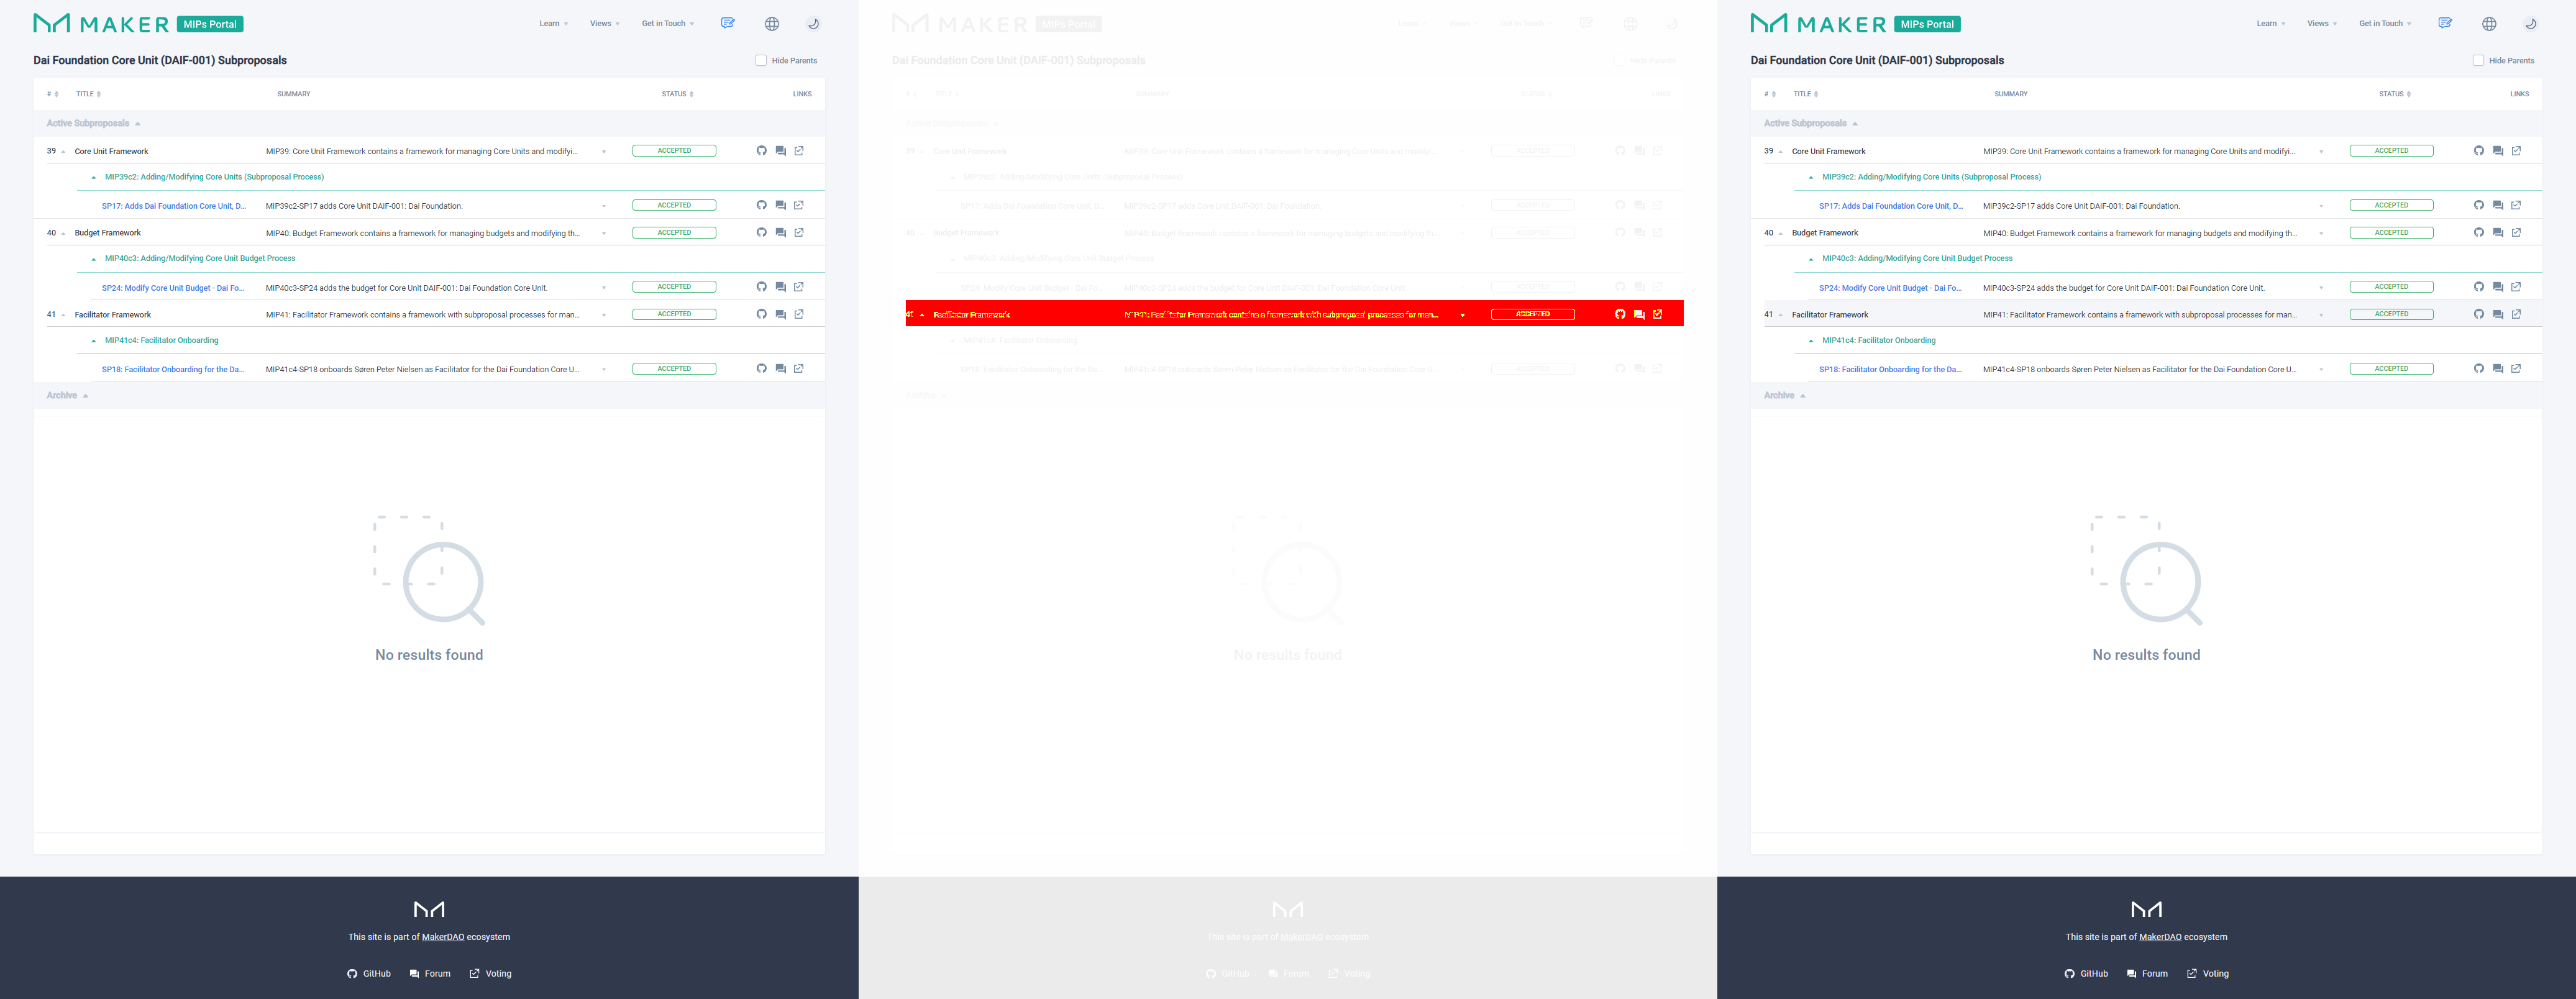 MAKER MIPs Portal Learn Views Get in Touch
Dai Foundation Core Unit (DAIF-001) Subproposals Hide Parents
# TITLE SUMMARY STATUS LINKS
Active Subproposals
39 Core Unit Framework MIP39: Core Unit Framework contains a framework for managing Core Units and modifyi... ACCEPTED
MIP39c2: Adding/Modifying Core Units (Subproposal Process)
SP17: Adds Dai Foundation Core Unit, D... MIP39c2-SP17 adds Core Unit DAIF-001: Dai Foundation. ACCEPTED
40 Budget Framework MIP40: Budget Framework contains a framework for managing budgets and modifying th... ACCEPTED
MIP40c3: Adding/Modifying Core Unit Budget Process
SP24: Modify Core Unit Budget - Dai Fo... MIP40c3-SP24 adds the budget for Core Unit DAIF-001: Dai Foundation Core Unit. ACCEPTED
41 Facilitator Framework MIP41: Facilitator Framework contains a framework with subproposal processes for man... ACCEPTED
MIP41c4: Facilitator Onboarding
SP18: Facilitator Onboarding for the Da... MIP41c4-SP18 onboards Søren Peter Nielsen as Facilitator for the Dai Foundation Core U... ACCEPTED
Archive
No results found
This site is part of MakerDAO ecosystem
GitHub Forum Voting
MAKER MIPs Portal Learn Views Get in Touch
Dai Foundation Core Unit (DAIF-001) Subproposals Hide Parents
# TITLE SUMMARY STATUS LINKS
Active Subproposals
39 Core Unit Framework MIP39: Core Unit Framework contains a framework for managing Core Units and modifyi... ACCEPTED
MIP39c2: Adding/Modifying Core Units (Subproposal Process)
SP17: Adds Dai Foundation Core Unit, D... MIP39c2-SP17 adds Core Unit DAIF-001: Dai Foundation. ACCEPTED
40 Budget Framework MIP40: Budget Framework contains a framework for managing budgets and modifying th... ACCEPTED
MIP40c3: Adding/Modifying Core Unit Budget Process
SP24: Modify Core Unit Budget - Dai Fo... MIP40c3-SP24 adds the budget for Core Unit DAIF-001: Dai Foundation Core Unit. ACCEPTED
41 Facilitator Framework MIP41: Facilitator Framework contains a framework with subproposal processes for man... ACCEPTED
MIP41c4: Facilitator Onboarding
SP18: Facilitator Onboarding for the Da... MIP41c4-SP18 onboards Søren Peter Nielsen as Facilitator for the Dai Foundation Core U... ACCEPTED
Archive
No results found
This site is part of MakerDAO ecosystem
GitHub Forum Voting
MAKER MIPs Portal Learn Views Get in Touch
Dai Foundation Core Unit (DAIF-001) Subproposals Hide Parents
# TITLE SUMMARY STATUS LINKS
Active Subproposals
39 Core Unit Framework MIP39: Core Unit Framework contains a framework for managing Core Units and modifyi... ACCEPTED
MIP39c2: Adding/Modifying Core Units (Subproposal Process)
SP17: Adds Dai Foundation Core Unit, D... MIP39c2-SP17 adds Core Unit DAIF-001: Dai Foundation. ACCEPTED
40 Budget Framework MIP40: Budget Framework contains a framework for managing budgets and modifying th... ACCEPTED
MIP40c3: Adding/Modifying Core Unit Budget Process
SP24: Modify Core Unit Budget - Dai Fo... MIP40c3-SP24 adds the budget for Core Unit DAIF-001: Dai Foundation Core Unit. ACCEPTED
41 Facilitator Framework MIP41: Facilitator Framework contains a framework with subproposal processes for man... ACCEPTED
MIP41c4: Facilitator Onboarding
SP18: Facilitator Onboarding for the Da... MIP41c4-SP18 onboards Søren Peter Nielsen as Facilitator for the Dai Foundation Core U... ACCEPTED
Archive
No results found
This site is part of MakerDAO ecosystem
GitHub Forum Voting